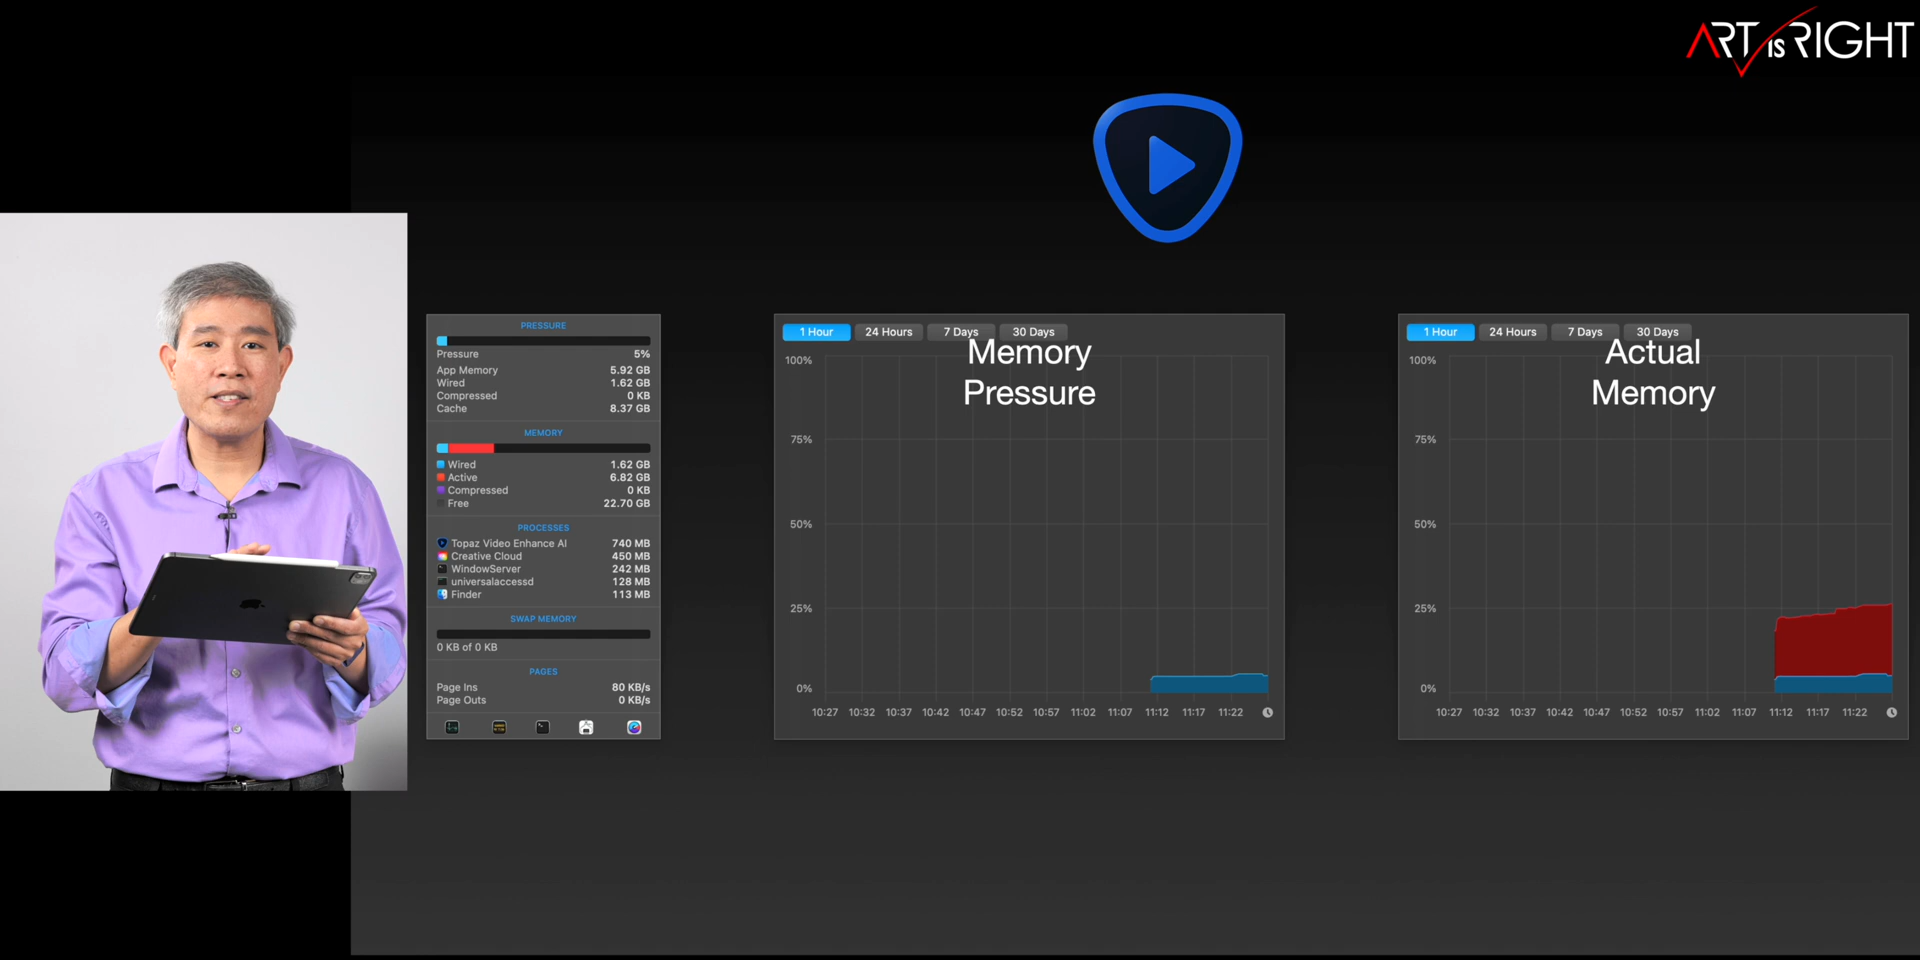 ART IS RIGHT
PRESSURE
Pressure 5%
App Memory 5.92 GB
Wired 1.62 GB
Compressed 0 KB
Cache 8.37 GB
MEMORY
Wired 1.62 GB
Active 6.82 GB
Compressed 0 KB
Free 22.70 GB
PROCESSES
Topaz Video Enhance AI 740 MB
Creative Cloud 450 MB
WindowServer 242 MB
universalaccessd 128 MB
Finder 113 MB
SWAP MEMORY
0 KB of 0 KB
PAGES
Page Ins 80 KB/s
Page Outs 0 KB/s
1 Hour 24 Hours 7 Days 30 Days
Memory
Pressure
100%
75%
50%
25%
0%
10:27 10:32 10:37 10:42 10:47 10:52 10:57 11:02 11:07 11:12 11:17 11:22
1 Hour 24 Hours 7 Days 30 Days
Actual
Memory
100%
75%
50%
25%
0%
10:27 10:32 10:37 10:42 10:47 10:52 10:57 11:02 11:07 11:12 11:17 11:22